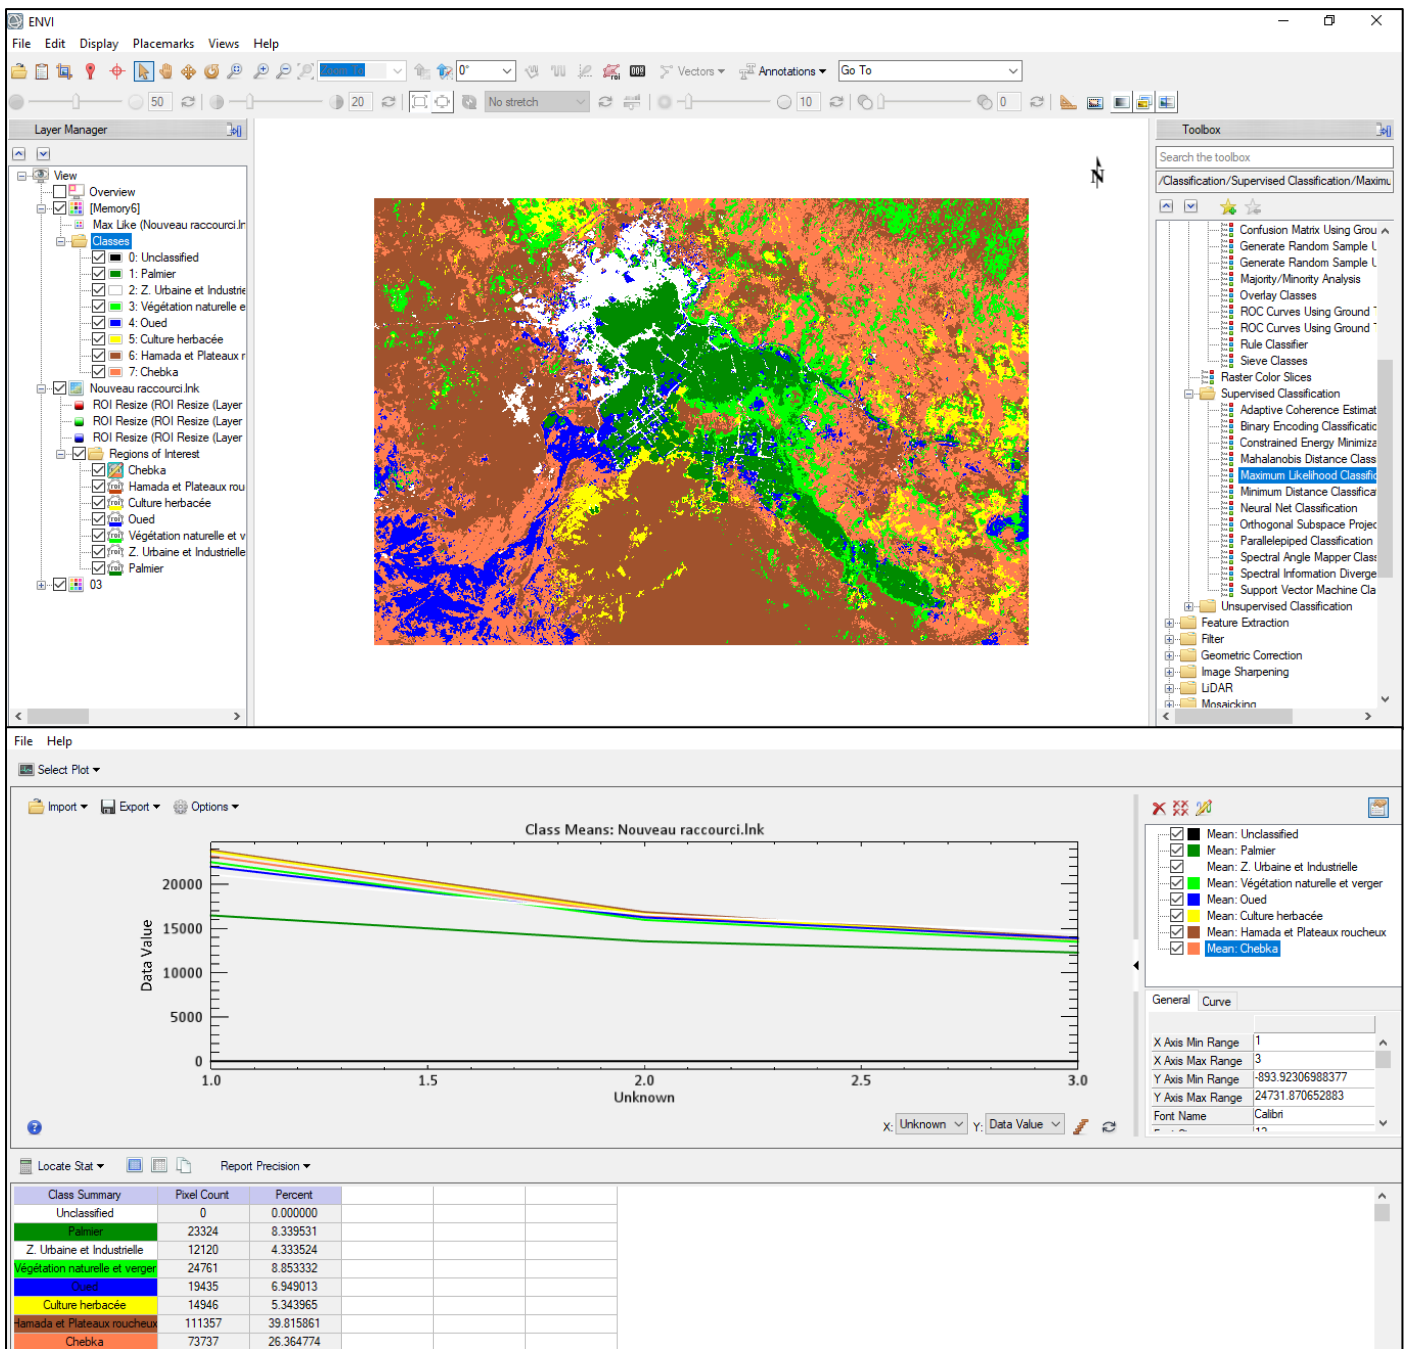 ENVI
File Edit Display Placemarks Views Help
Zoom To 0° Vectors Annotations Go To
50 20 No stretch 10 0
Layer Manager
View
Overview
[Memory6]
Max Like (Nouveau raccourci.ln
Classes
0: Unclassified
1: Palmier
2: Z. Urbaine et Industrie
3: Végétation naturelle e
4: Oued
5: Culture herbacée
6: Hamada et Plateaux r
7: Chebka
Nouveau raccourci.lnk
ROI Resize (ROI Resize (Layer
ROI Resize (ROI Resize (Layer
ROI Resize (ROI Resize (Layer
Regions of Interest
Chebka
Hamada et Plateaux rou
Culture herbacée
Oued
Végétation naturelle et v
Z. Urbaine et Industrielle
Palmier
03
N
Toolbox
Search the toolbox
/Classification/Supervised Classification/Maximu
Confusion Matrix Using Grou
Generate Random Sample U
Generate Random Sample U
Majority/Minority Analysis
Overlay Classes
ROC Curves Using Ground T
ROC Curves Using Ground T
Rule Classifier
Sieve Classes
Raster Color Slices
Supervised Classification
Adaptive Coherence Estimat
Binary Encoding Classificatic
Constrained Energy Minimiza
Mahalanobis Distance Class
Maximum Likelihood Classific
Minimum Distance Classifica
Neural Net Classification
Orthogonal Subspace Projec
Parallelepiped Classification
Spectral Angle Mapper Class
Spectral Information Diverge
Support Vector Machine Cla
Unsupervised Classification
Feature Extraction
Filter
Geometric Correction
Image Sharpening
LiDAR
Mosaicking
File Help
Select Plot
Import Export Options
Class Means: Nouveau raccourci.lnk
20000
15000
10000
5000
0
Data Value
1.0 1.5 2.0 2.5 3.0
Unknown
X: Unknown Y: Data Value
Mean: Unclassified
Mean: Palmier
Mean: Z. Urbaine et Industrielle
Mean: Végétation naturelle et verger
Mean: Oued
Mean: Culture herbacée
Mean: Hamada et Plateaux roucheux
Mean: Chebka
General Curve
X Axis Min Range 1
X Axis Max Range 3
Y Axis Min Range -893.92306988377
Y Axis Max Range 24731.870652883
Font Name Calibri
Locate Stat Report Precision
Class Summary Pixel Count Percent
Unclassified 0 0.000000
Palmier 23324 8.339531
Z. Urbaine et Industrielle 12120 4.333524
Végétation naturelle et verger 24761 8.853332
Oued 19435 6.949013
Culture herbacée 14946 5.343965
Hamada et Plateaux roucheux 111357 39.815861
Chebka 73737 26.364774